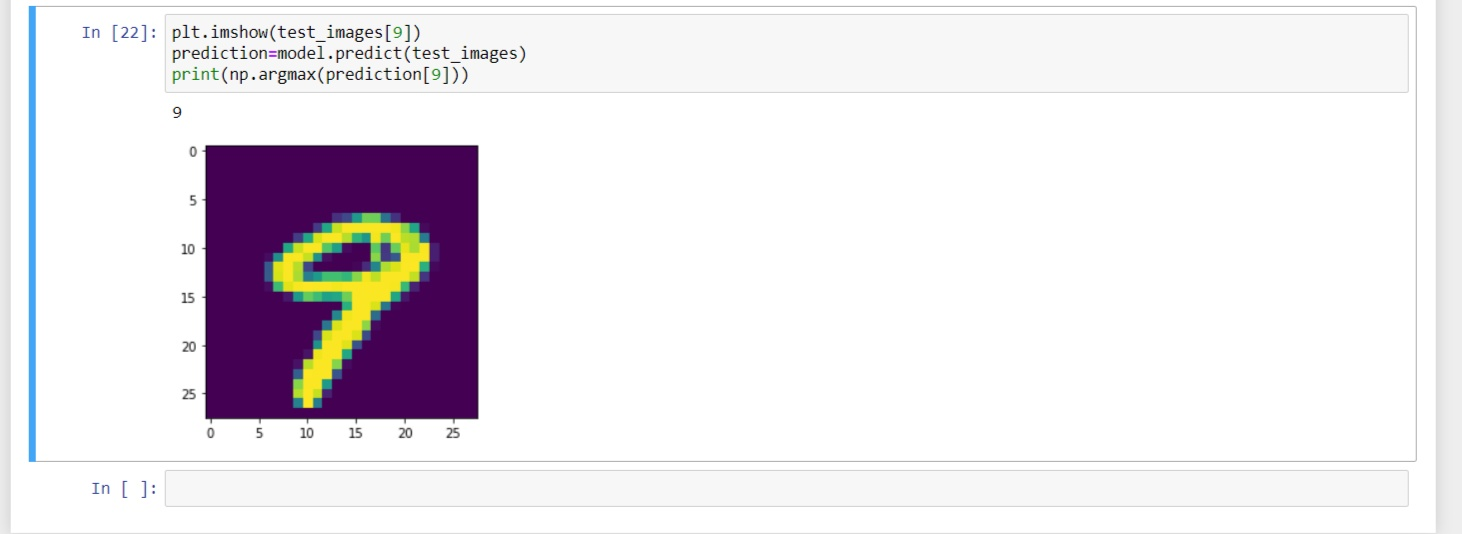 In [22]: plt.imshow(test_images[9])
prediction=model.predict(test_images)
print(np.argmax(prediction[9]))
9
0
5
10
15
20
25
9
0 5 10 15 20 25
In [ ]: